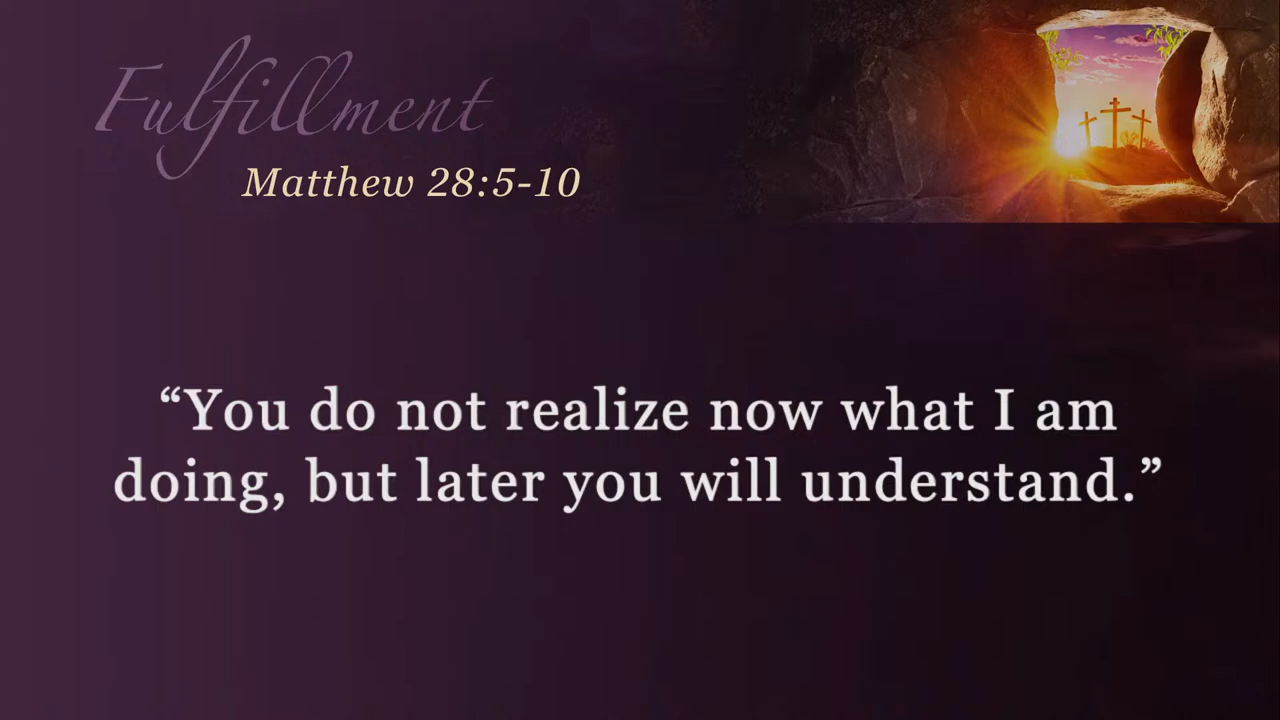 Fulfillment
Matthew 28:5-10
“You do not realize now what I am
doing, but later you will understand.”